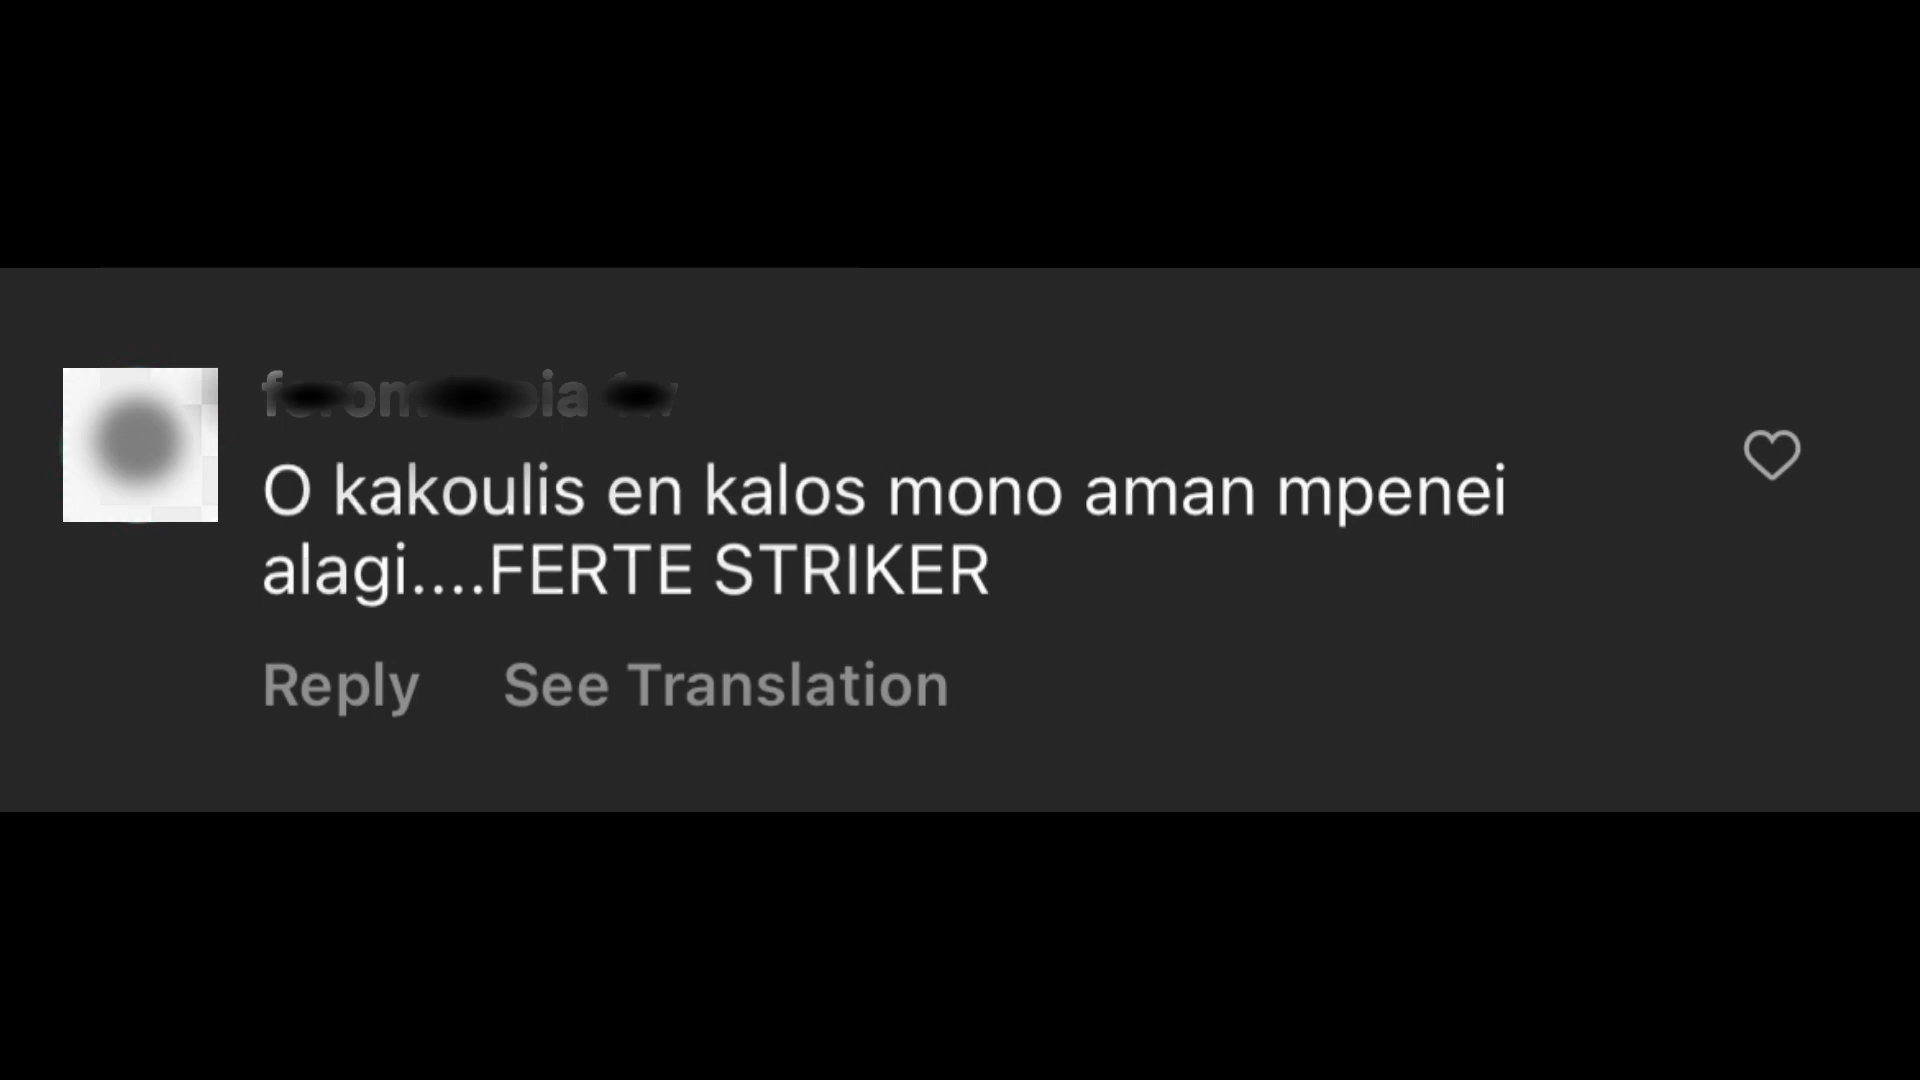 O kakoulis en kalos mono aman mpenei
alagi....FERTE STRIKER
Reply See Translation